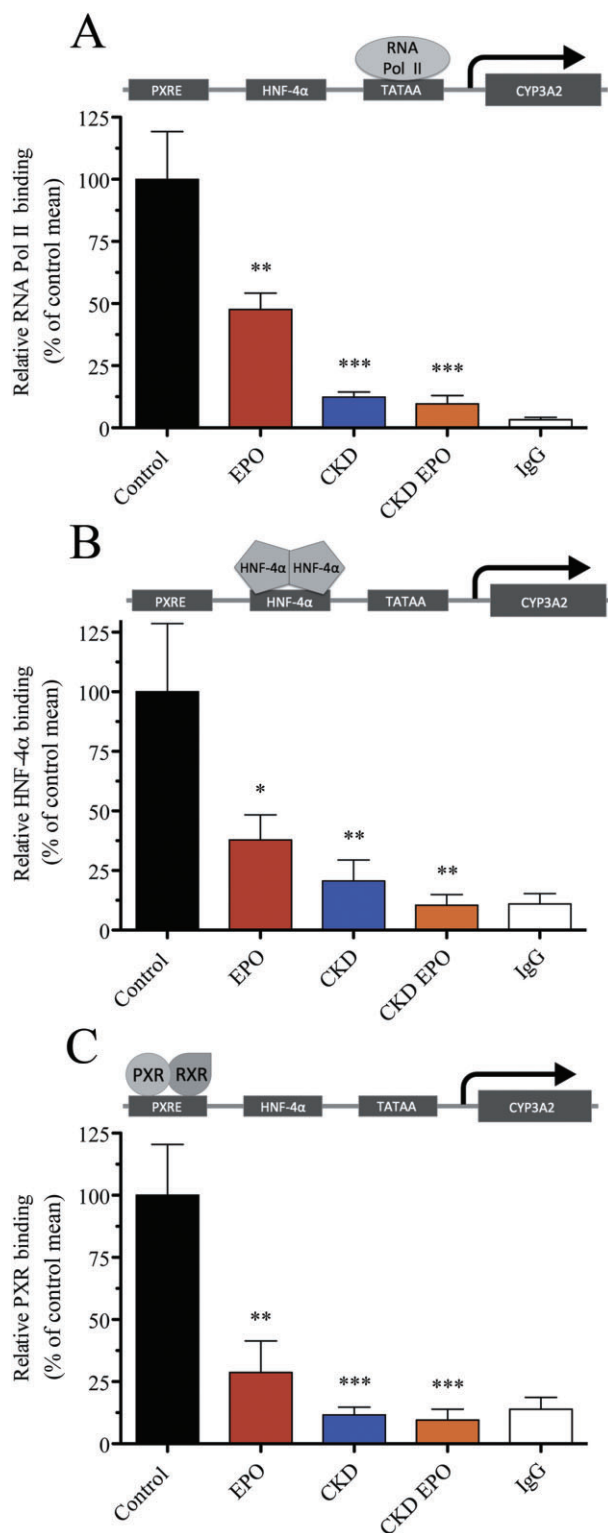 A
RNA
Pol II
PXRE HNF-4α TATAA CYP3A2
Relative RNA Pol II binding
(% of control mean)
125
100
75
50
25
0
**
***
***
Control EPO CKD CKD EPO IgG
B
HNF-4α HNF-4α
PXRE HNF-4α TATAA CYP3A2
Relative HNF-4α binding
(% of control mean)
125
100
75
50
25
0
*
**
**
Control EPO CKD CKD EPO IgG
C
PXR RXR
PXRE HNF-4α TATAA CYP3A2
Relative PXR binding
(% of control mean)
125
100
75
50
25
0
**
***
***
Control EPO CKD CKD EPO IgG